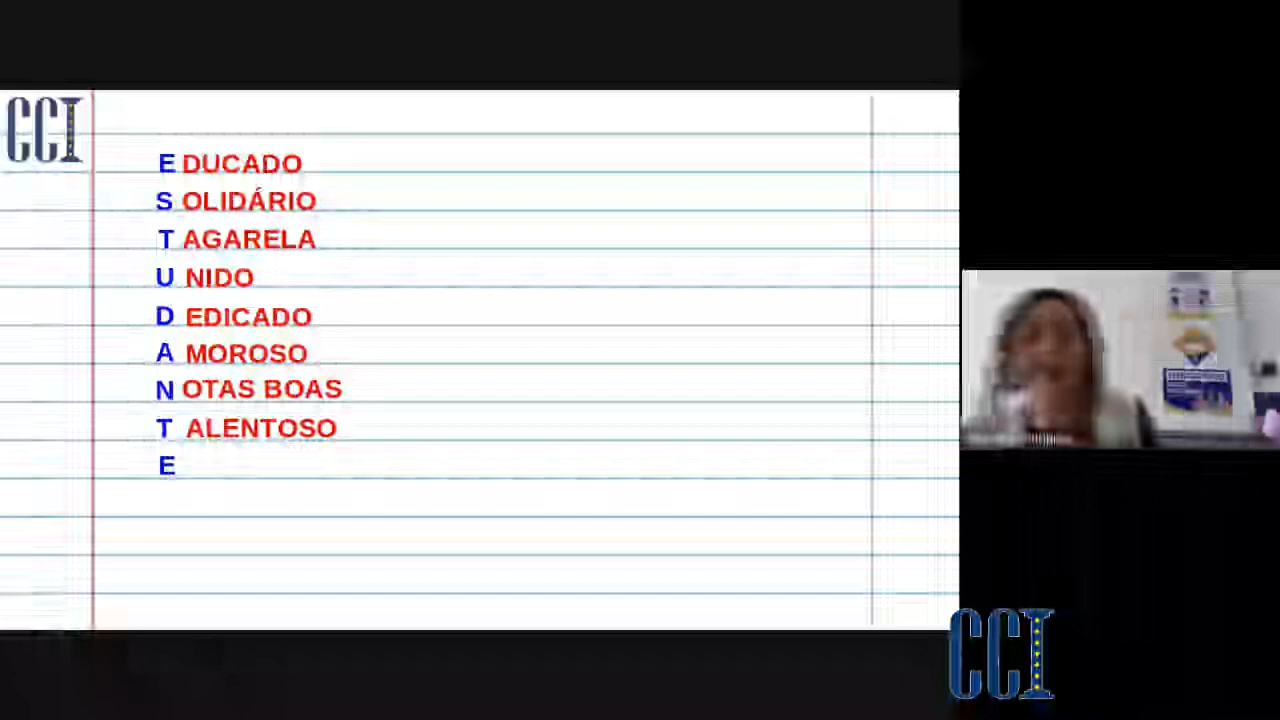 CCI
E DUCADO
S OLIDÁRIO
T AGARELA
U NIDO
D EDICADO
A MOROSO
N OTAS BOAS
T ALENTOSO
E
CCI